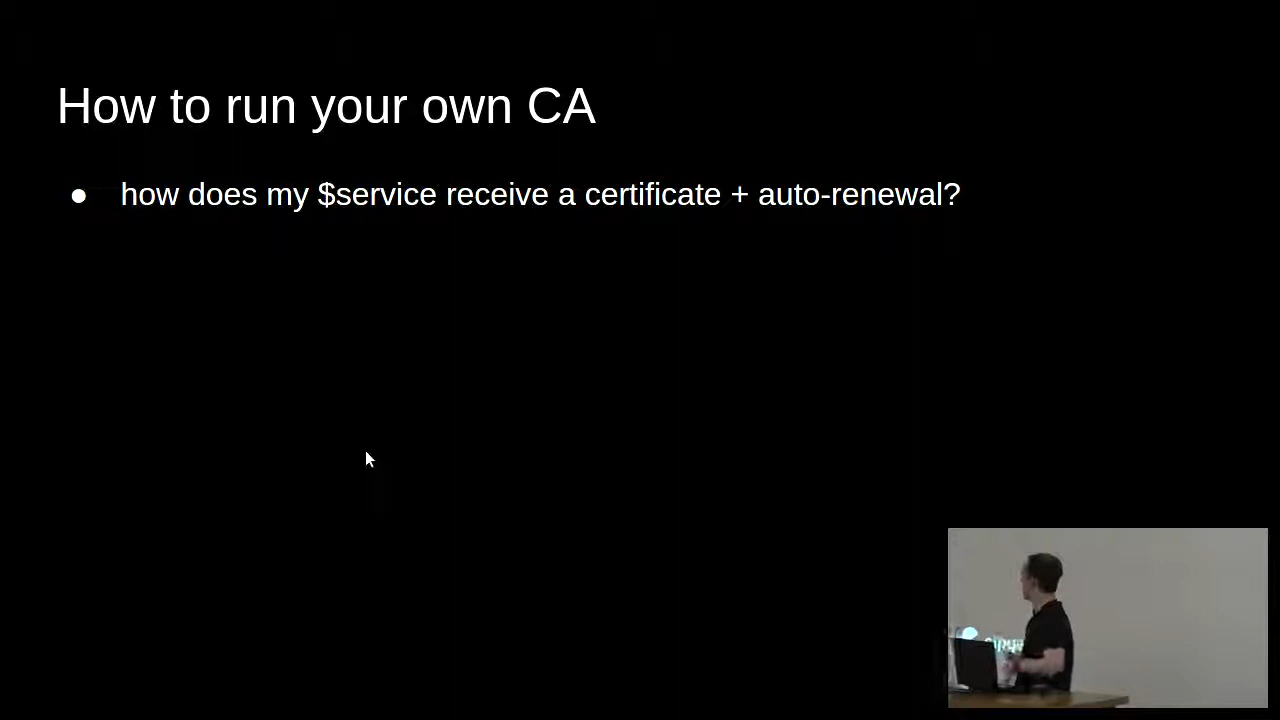 How to run your own CA
● how does my $service receive a certificate + auto-renewal?